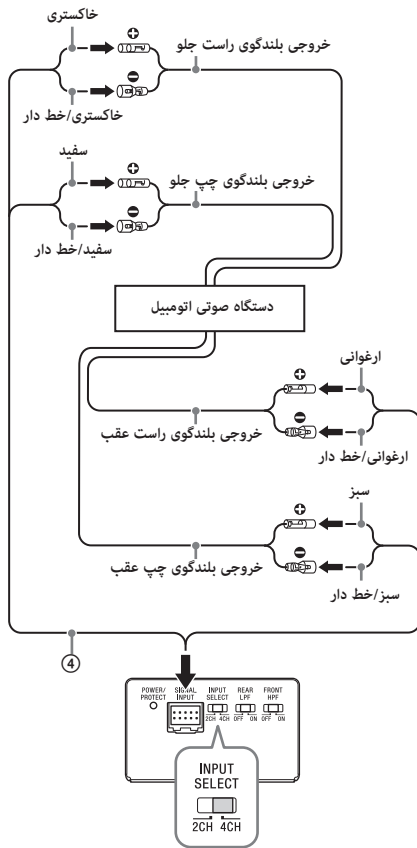 خاکستری
خروجی بلندگوی راست جلو
خاکستری/خط دار
سفید
خروجی بلندگوی چپ جلو
سفید/خط دار
دستگاه صوتی اتومبیل
ارغوانی
خروجی بلندگوی راست عقب
ارغوانی/خط دار
سبز
خروجی بلندگوی چپ عقب
سبز/خط دار
④
POWER/
PROTECT
SIGNAL
INPUT
INPUT
SELECT
2CH 4CH
REAR
LPF
OFF ON
FRONT
HPF
OFF ON
INPUT
SELECT
2CH 4CH